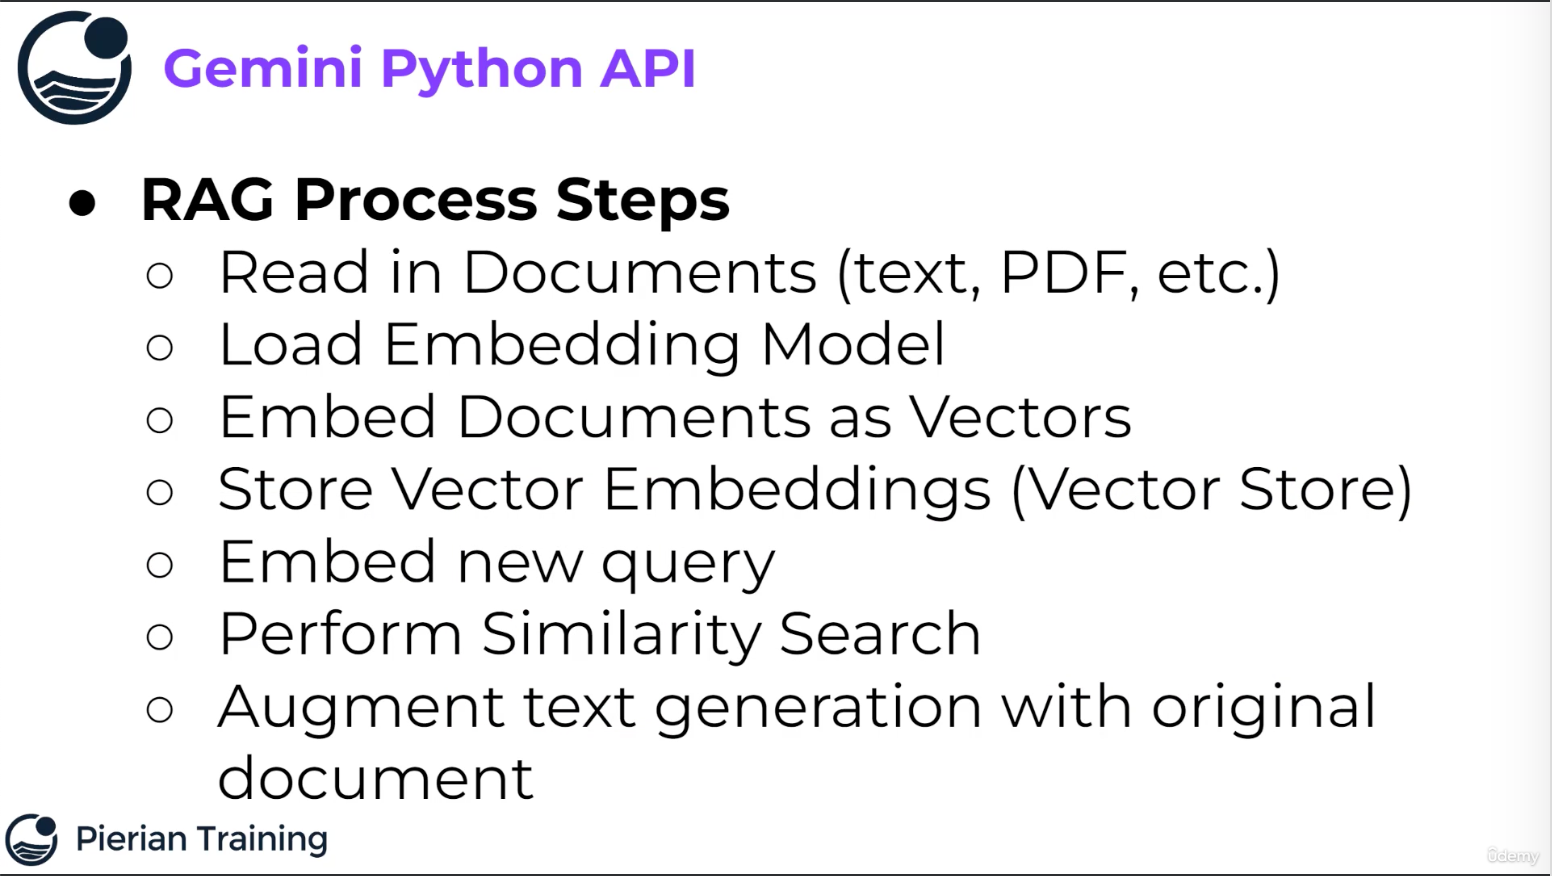 Gemini Python API
● RAG Process Steps
○ Read in Documents (text, PDF, etc.)
○ Load Embedding Model
○ Embed Documents as Vectors
○ Store Vector Embeddings (Vector Store)
○ Embed new query
○ Perform Similarity Search
○ Augment text generation with original
document
Pierian Training
ûdemy